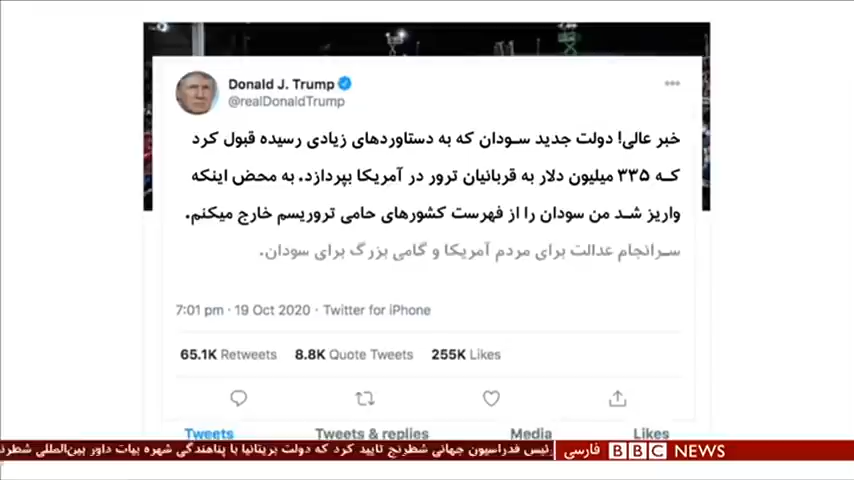 Donald J. Trump
@realDonaldTrump
خبر عالی! دولت جدید سودان که به دستاوردهای زیادی رسیده قبول کرد
که ۳۳۵ میلیون دلار به قربانیان ترور در آمریکا بپردازد. به محض اینکه
واریز شد من سودان را از فهرست کشورهای حامی تروریسم خارج میکنم.
سرانجام عدالت برای مردم آمریکا و گامی بزرگ برای سودان.
7:01 pm · 19 Oct 2020 · Twitter for iPhone
65.1K Retweets 8.8K Quote Tweets 255K Likes
Tweets Tweets & replies Media Likes
رئیس فدراسیون جهانی شطرنج تایید کرد که دولت بریتانیا با پناهندگی شهره بیات داور بین‌المللی شطرنج
فارسی BBC NEWS